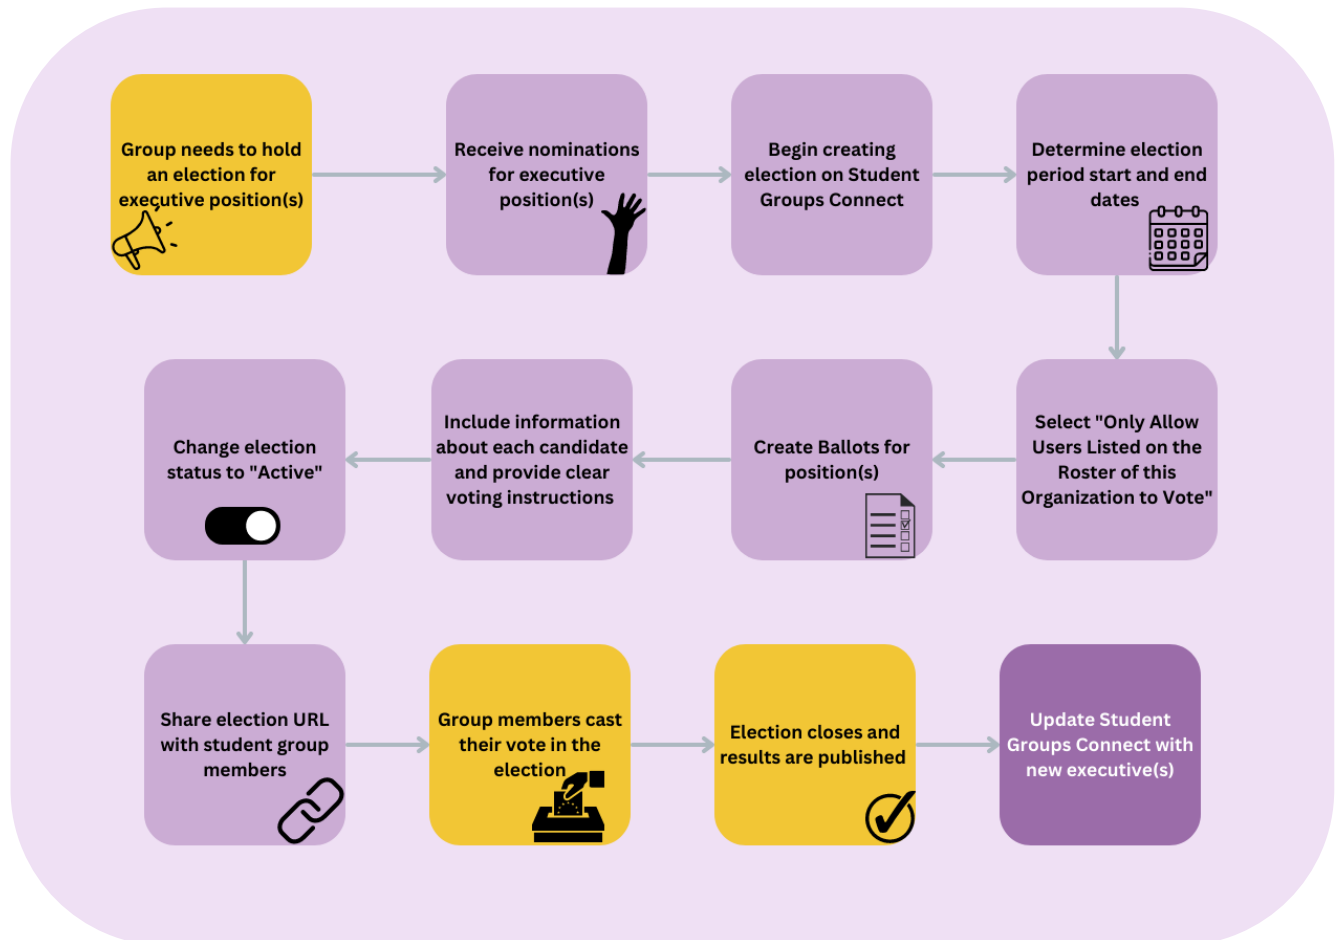 Group needs to hold
an election for
executive position(s)
Receive nominations
for executive
position(s)
Begin creating
election on Student
Groups Connect
Determine election
period start and end
dates
Select "Only Allow
Users Listed on the
Roster of this
Organization to Vote"
Create Ballots for
position(s)
Include information
about each candidate
and provide clear
voting instructions
Change election
status to "Active"
Share election URL
with student group
members
Group members cast
their vote in the
election
Election closes and
results are published
Update Student
Groups Connect with
new executive(s)